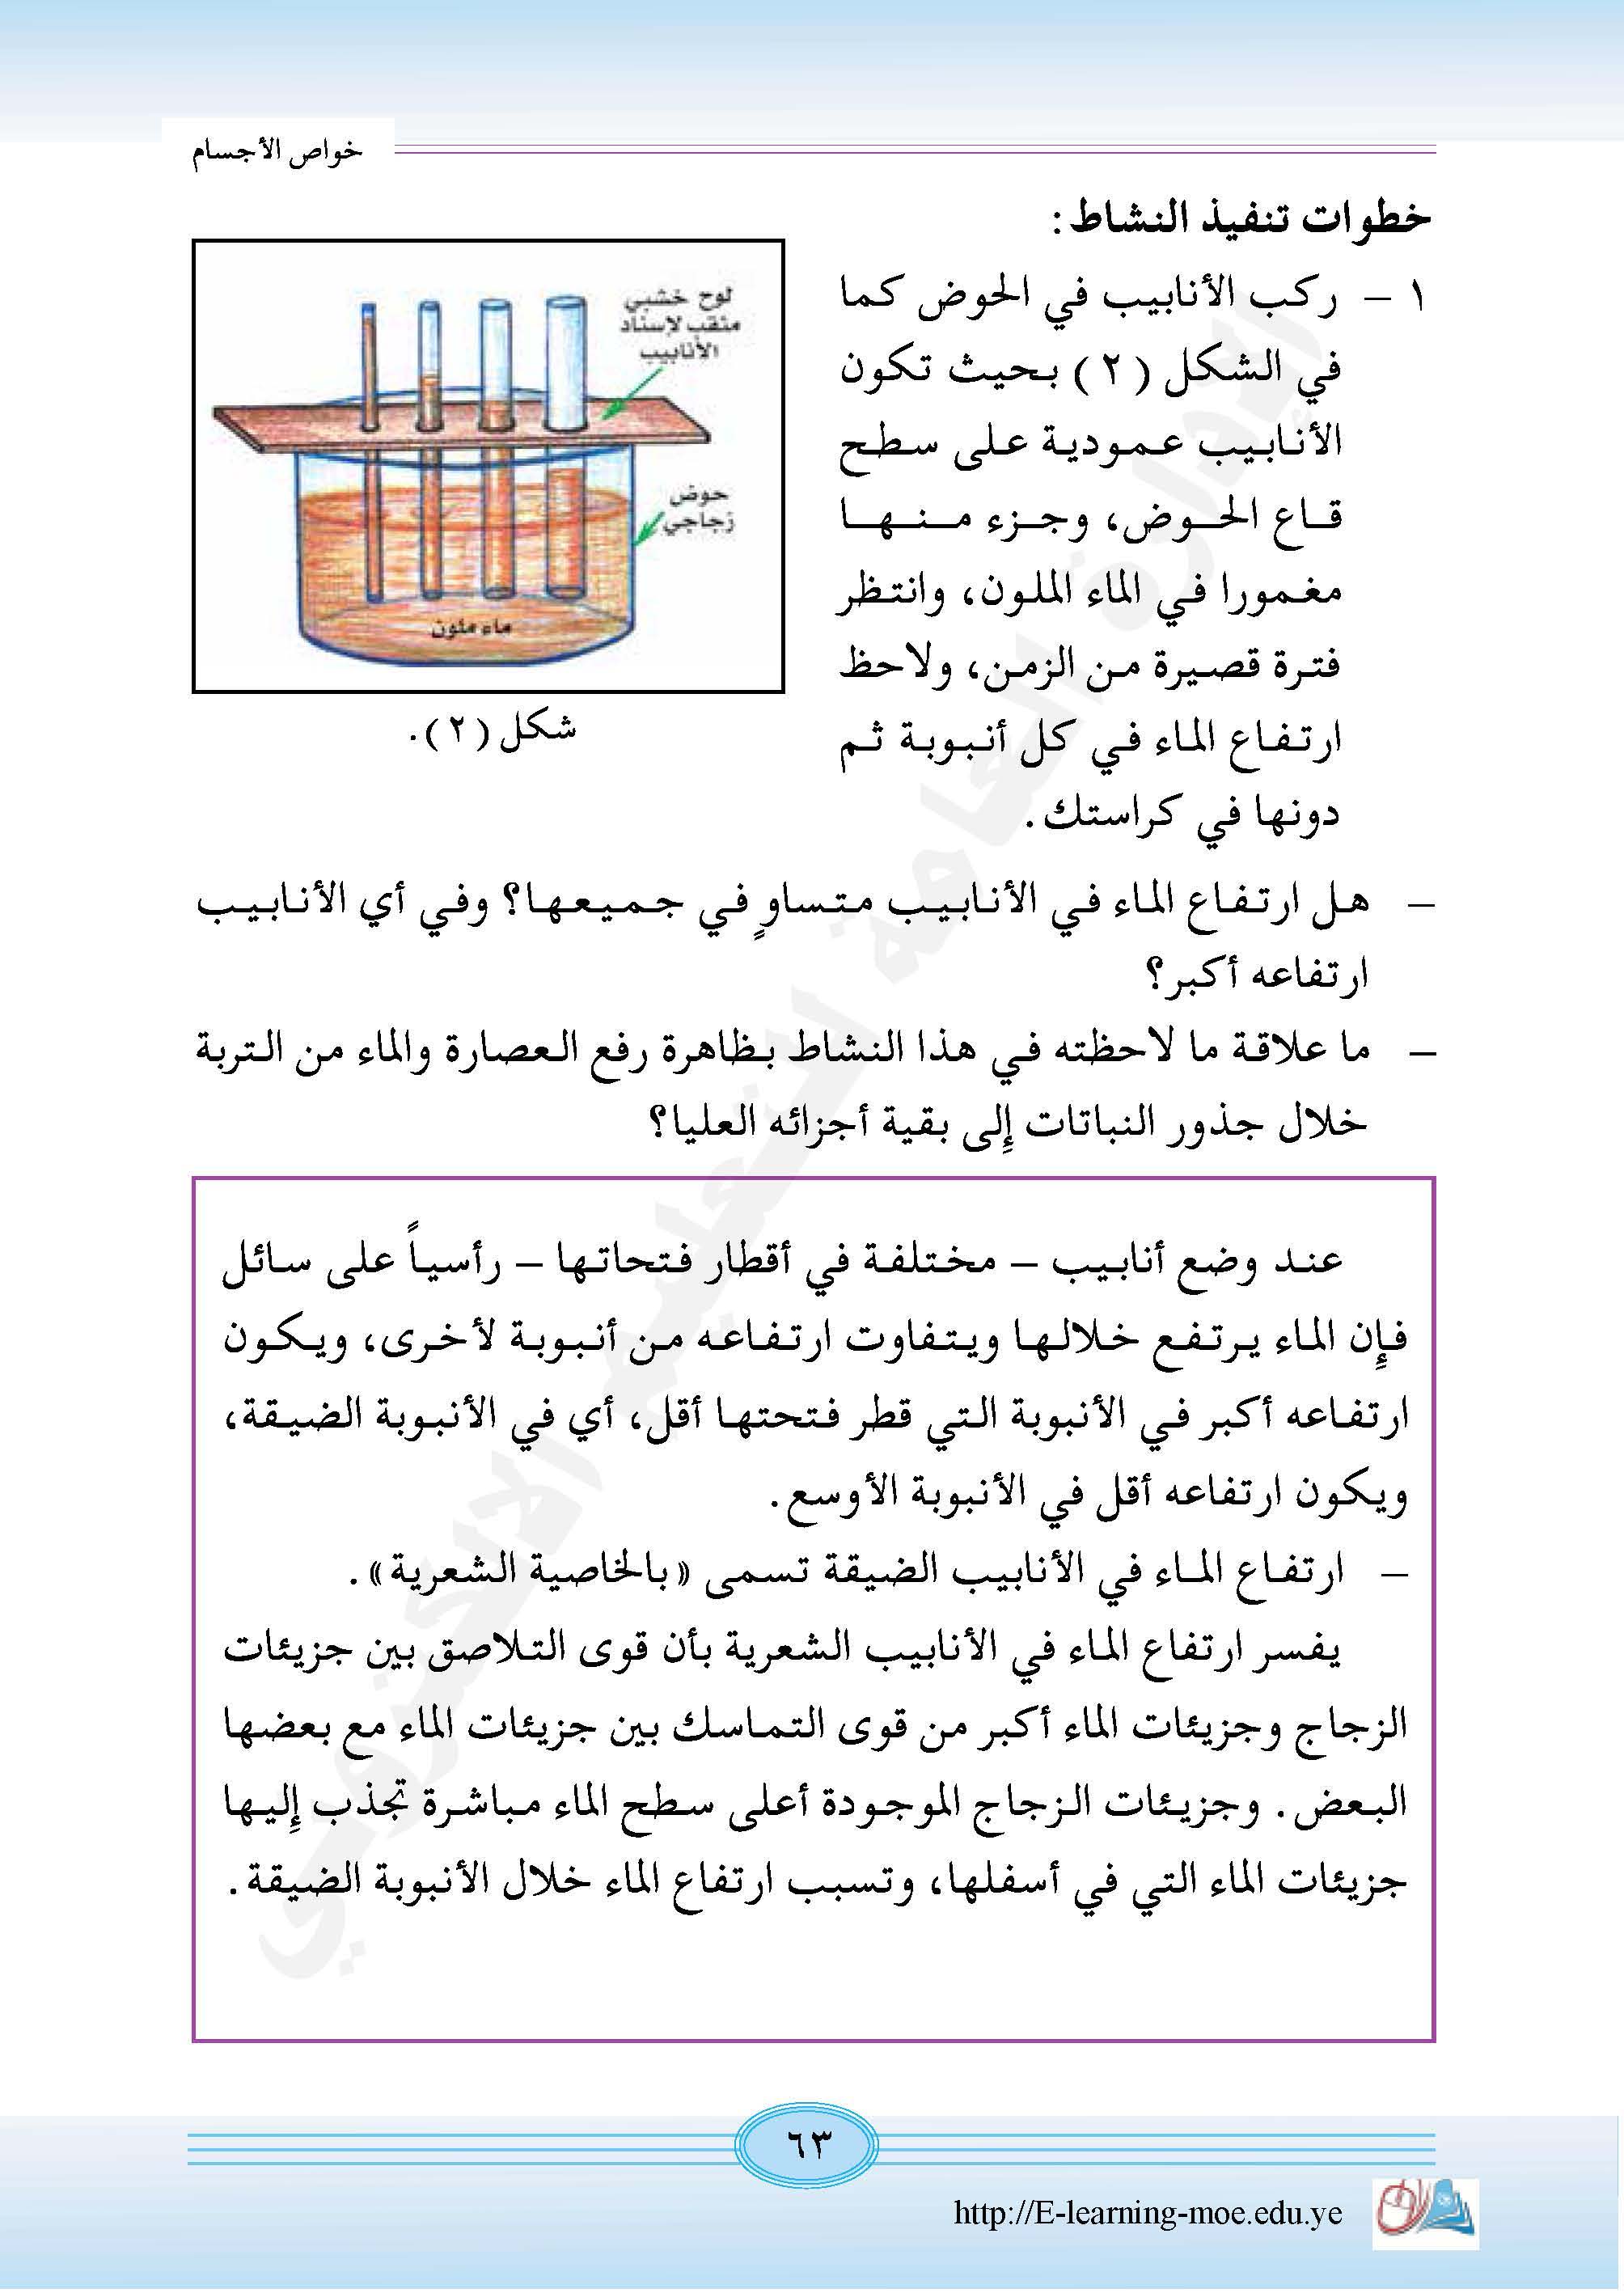 خواص الأجسام
خطوات تنفيذ النشاط:
١ – ركب الأنابيب في الحوض كما
في الشكل (٢) بحيث تكون
الأنابيب عمودية على سطح
قاع الحوض، وجزء منها
مغمورا في الماء الملون، وانتظر
فترة قصيرة من الزمن، ولاحظ
ارتفاع الماء في كل أنبوبة ثم
دونها في كراستك.
لوح خشبي
مثقب لإسناد
الأنابيب
حوض
زجاجي
ماء ملون
شكل (٢).
– هل ارتفاع الماء في الأنابيب متساوٍ في جميعها؟ وفي أي الأنابيب
ارتفاعه أكبر؟
– ما علاقة ما لاحظته في هذا النشاط بظاهرة رفع العصارة والماء من التربة
خلال جذور النباتات إلى بقية أجزائه العليا؟
عند وضع أنابيب – مختلفة في أقطار فتحاتها – رأسياً على سائل
فإن الماء يرتفع خلالها ويتفاوت ارتفاعه من أنبوبة لأخرى، ويكون
ارتفاعه أكبر في الأنبوبة التي قطر فتحتها أقل، أي في الأنبوبة الضيقة،
ويكون ارتفاعه أقل في الأنبوبة الأوسع.
– ارتفاع الماء في الأنابيب الضيقة تسمى «بالخاصية الشعرية».
يفسر ارتفاع الماء في الأنابيب الشعرية بأن قوى التلاصق بين جزيئات
الزجاج وجزيئات الماء أكبر من قوى التماسك بين جزيئات الماء مع بعضها
البعض. وجزيئات الزجاج الموجودة أعلى سطح الماء مباشرة تجذب إليها
جزيئات الماء التي في أسفلها، وتسبب ارتفاع الماء خلال الأنبوبة الضيقة.
الإدارة العامة للتعليم الالكتروني
٦٣
http://E-learning-moe.edu.ye